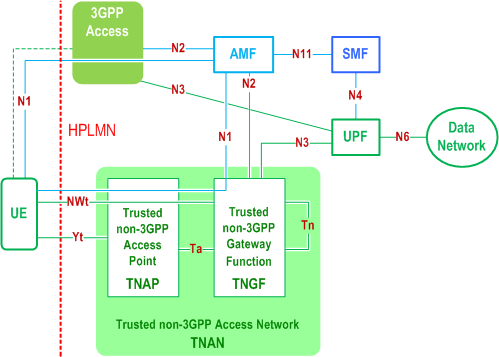 3GPP
Access
N2
AMF
N11
SMF
N1
N3
N2
N4
HPLMN
N1
N3
UPF
N6
Data
Network
UE
NWt
Yt
Trusted
non-3GPP
Access
Point
TNAP
Ta
Trusted
non-3GPP
Gateway
Function
TNGF
Tn
Trusted non-3GPP Access Network
TNAN